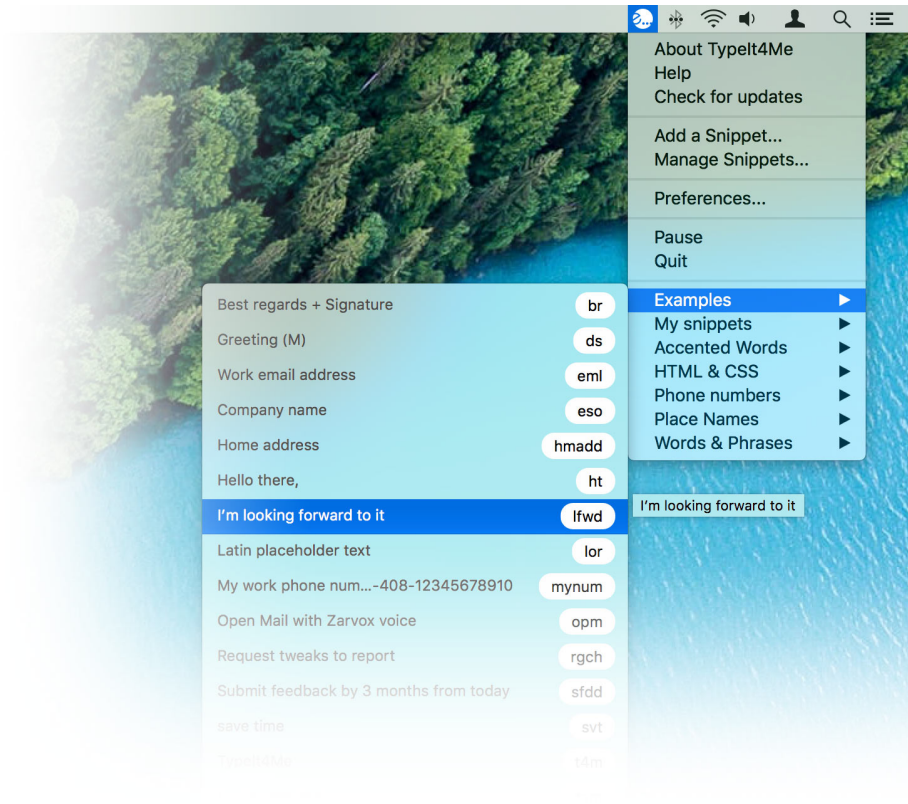 About TypeIt4Me
Help
Check for updates
Add a Snippet...
Manage Snippets...
Preferences...
Pause
Quit
Examples
My snippets
Accented Words
HTML & CSS
Phone numbers
Place Names
Words & Phrases
Best regards + Signature br
Greeting (M) ds
Work email address eml
Company name eso
Home address hmadd
Hello there, ht
I'm looking forward to it lfwd
I'm looking forward to it
Latin placeholder text lor
My work phone num...-408-12345678910 mynum
Open Mail with Zarvox voice opm
Request tweaks to report rgch
Submit feedback by 3 months from today sfdd
save time svt
TypeIt4Me t4m